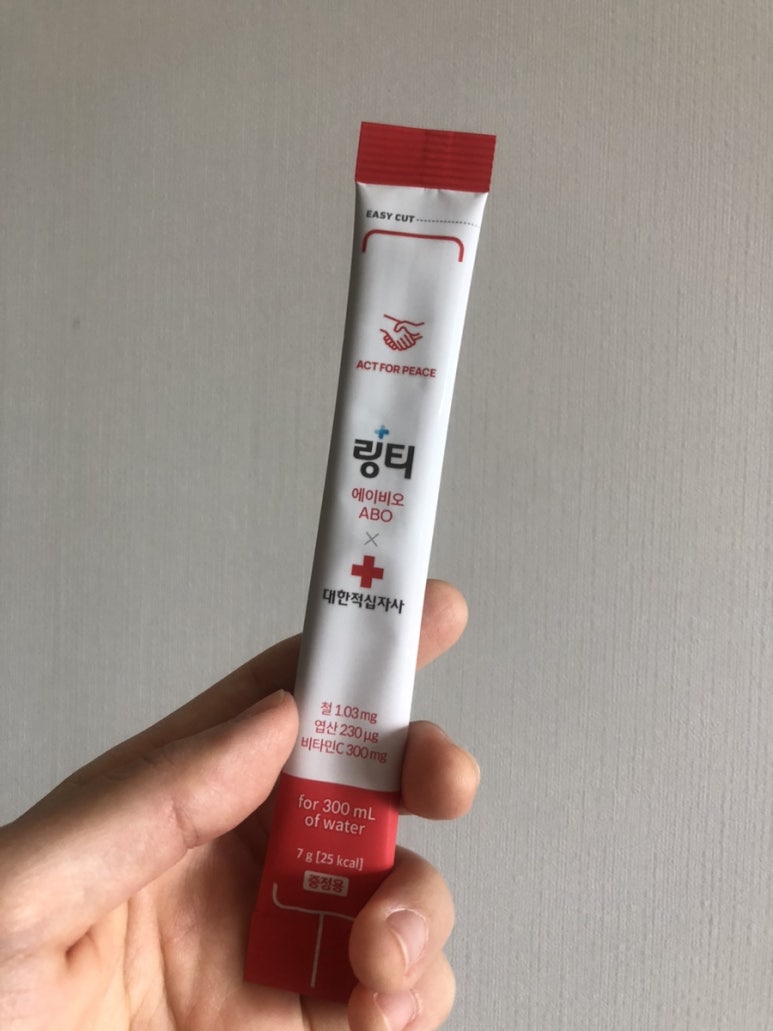 EASY CUT
ACT FOR PEACE
링티
에이비오
ABO
×
대한적십자사
철 1.03 mg
엽산 230 μg
비타민C 300 mg
for 300 mL
of water
7 g [25 kcal]
증정용